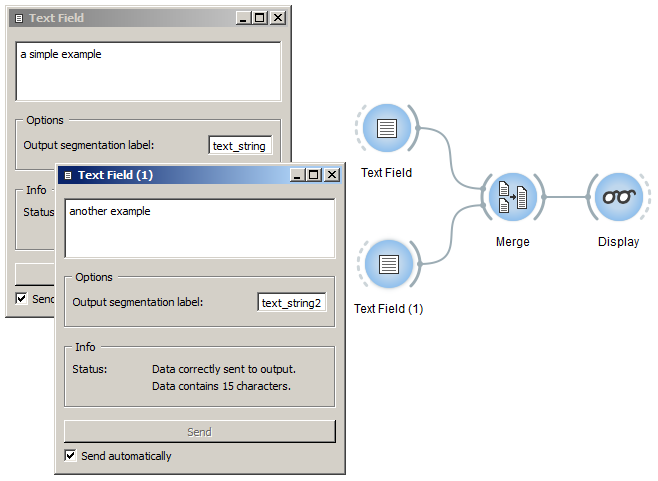 Text Field
a simple example
Options
Output segmentation label:
text_string
Info
Status:
Send
Text Field (1)
another example
Options
Output segmentation label:
text_string2
Info
Status:
Data correctly sent to output.
Data contains 15 characters.
Send
Send automatically
Text Field
Text Field (1)
Merge
Display